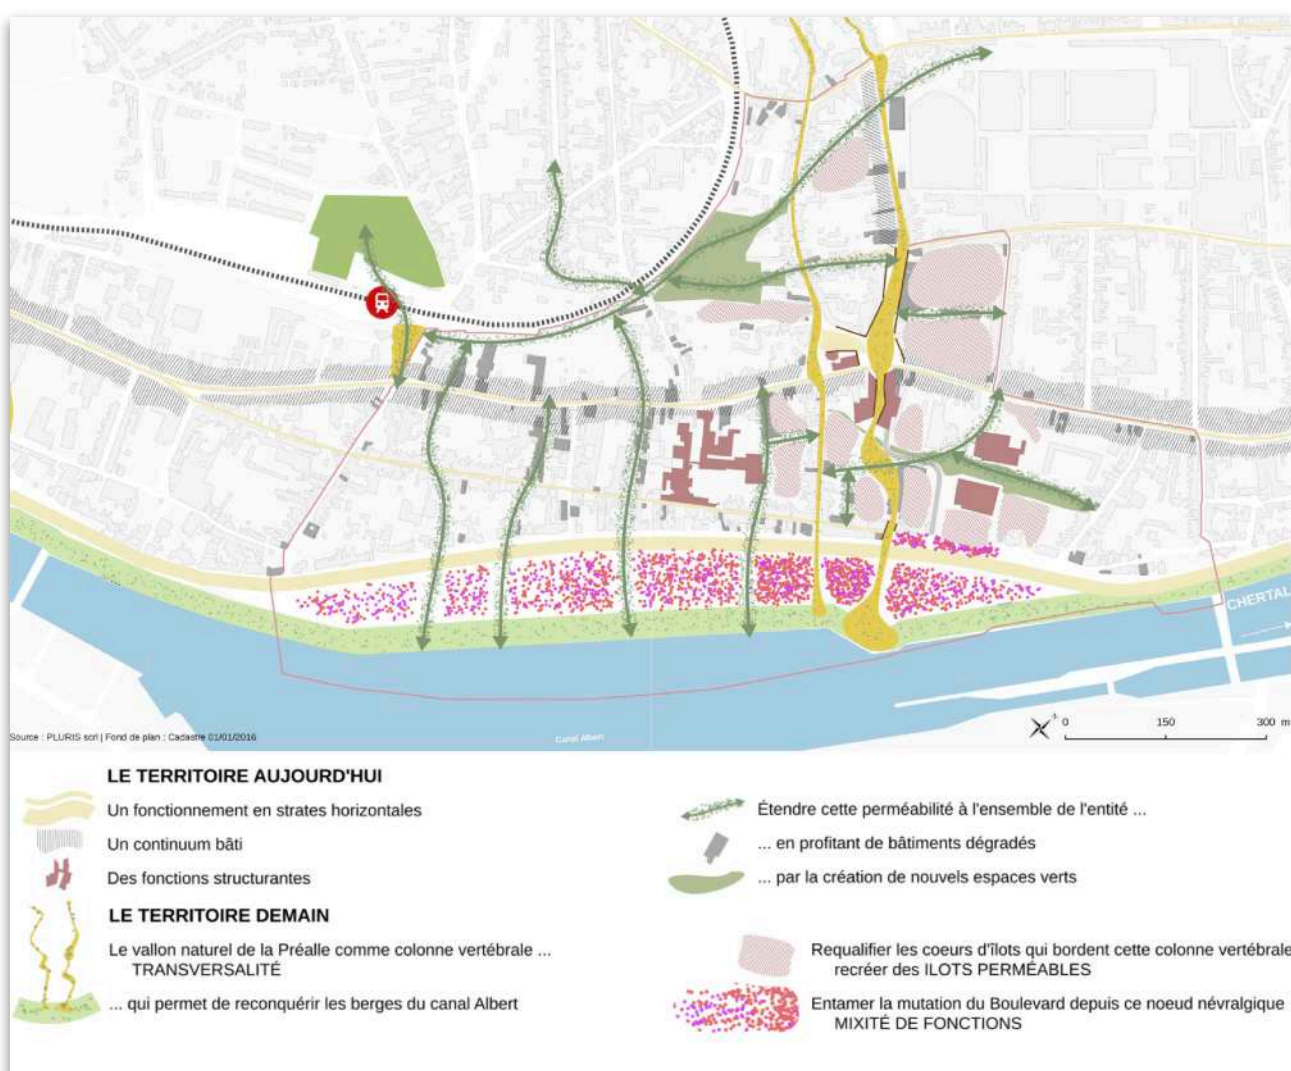 CHERTAL
0 150 300 m
Source : PLURIS scrl | Fond de plan : Cadastre 01/01/2016
Canal Albert
LE TERRITOIRE AUJOURD'HUI
Un fonctionnement en strates horizontales
Un continuum bâti
Des fonctions structurantes
LE TERRITOIRE DEMAIN
Le vallon naturel de la Préalle comme colonne vertébrale ...
TRANSVERSALITÉ
... qui permet de reconquérir les berges du canal Albert
Étendre cette perméabilité à l'ensemble de l'entité ...
... en profitant de bâtiments dégradés
... par la création de nouvels espaces verts
Requalifier les coeurs d'îlots qui bordent cette colonne vertébrale
recréer des ILOTS PERMÉABLES
Entamer la mutation du Boulevard depuis ce noeud névralgique
MIXITÉ DE FONCTIONS